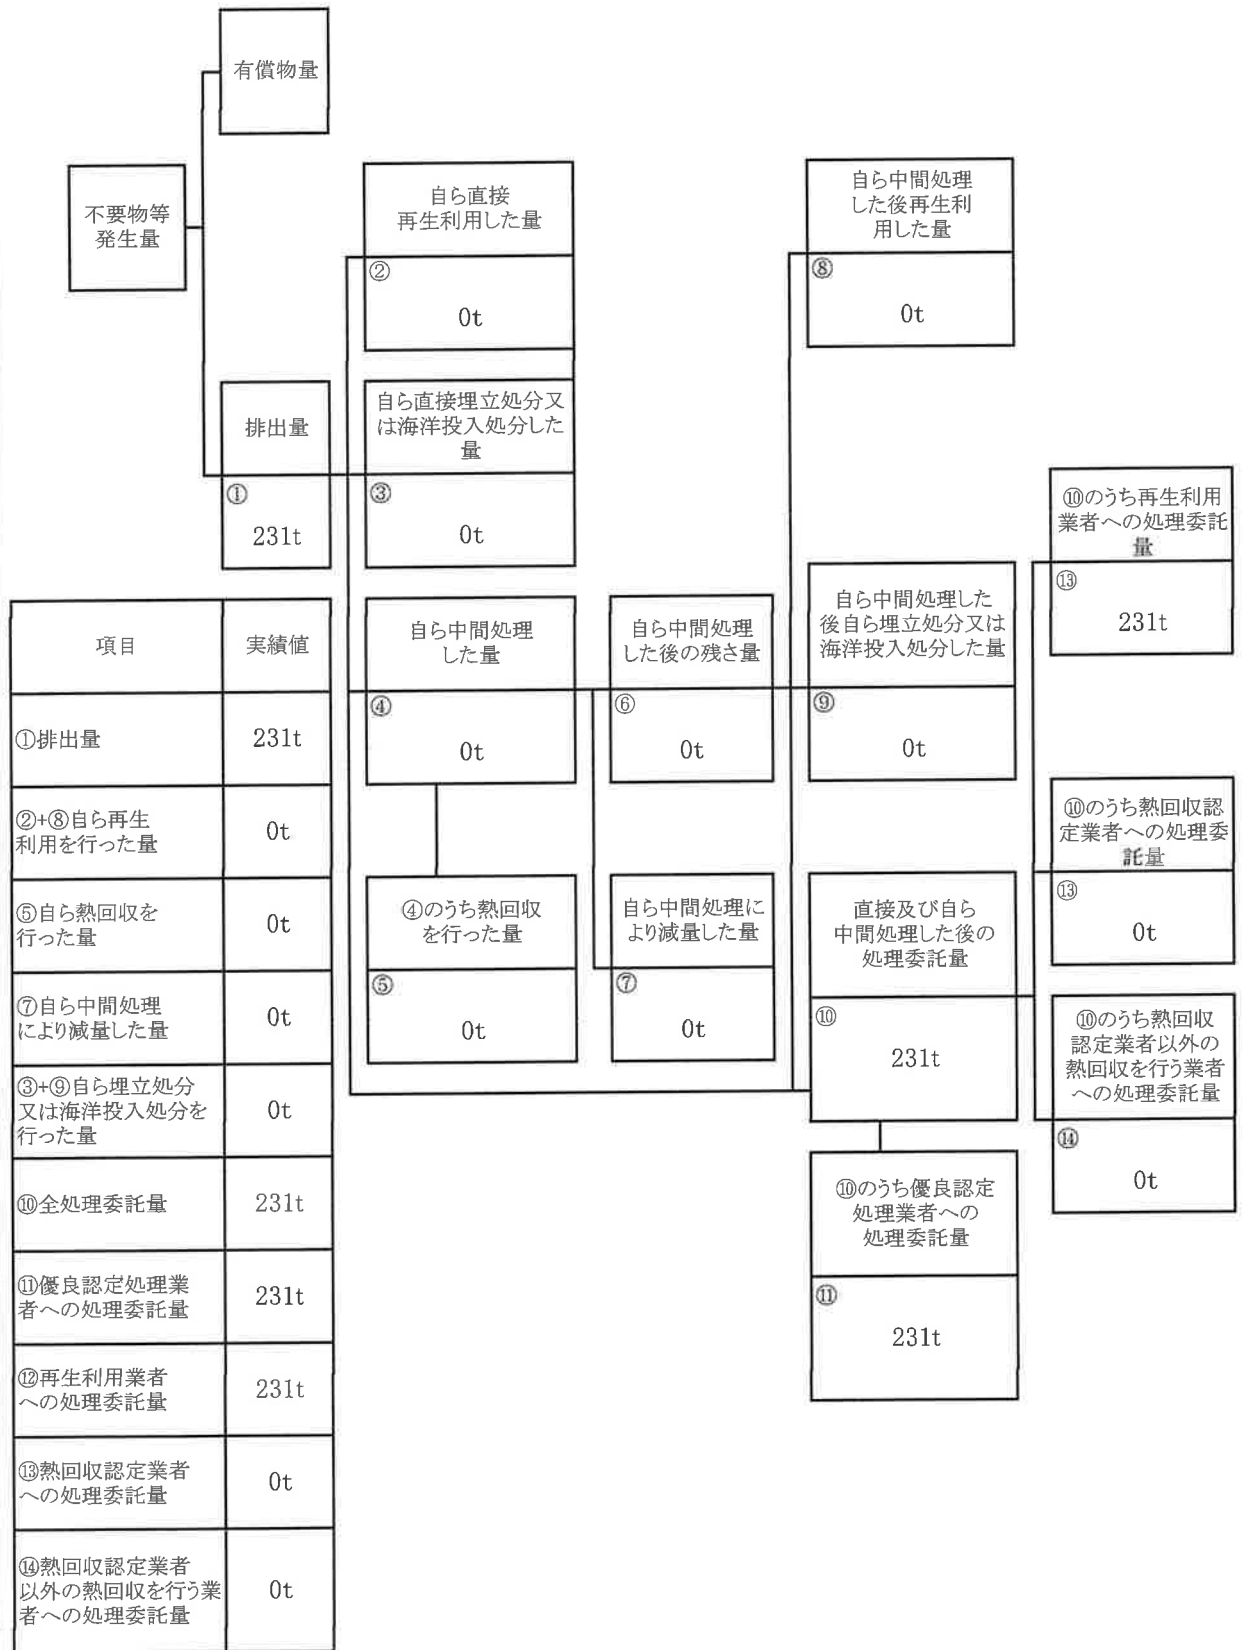 有償物量
不要物等
発生量
自ら直接
再生利用した量
②
0t
自ら中間処理
した後再生利
用した量
⑧
0t
排出量
①
231t
自ら直接埋立処分又
は海洋投入処分した
量
③
0t
⑩のうち再生利用
業者への処理委託
量
⑬
231t
自ら中間処理
した量
④
0t
自ら中間処理
した後の残さ量
⑥
0t
自ら中間処理した
後自ら埋立処分又は
海洋投入処分した量
⑨
0t
⑩のうち熱回収認
定業者への処理委
託量
⑬
0t
④のうち熱回収
を行った量
⑤
0t
自ら中間処理に
より減量した量
⑦
0t
直接及び自ら
中間処理した後の
処理委託量
⑩
231t
⑩のうち熱回収
認定業者以外の
熱回収を行う業者
への処理委託量
⑭
0t
⑩のうち優良認定
処理業者への
処理委託量
⑪
231t
項目 実績値
①排出量 231t
②+⑧自ら再生
利用を行った量 0t
⑤自ら熱回収を
行った量 0t
⑦自ら中間処理
により減量した量 0t
③+⑨自ら埋立処分
又は海洋投入処分を
行った量 0t
⑩全処理委託量 231t
⑪優良認定処理業
者への処理委託量 231t
⑫再生利用業者
への処理委託量 231t
⑬熱回収認定業者
への処理委託量 0t
⑭熱回収認定業者
以外の熱回収を行う業
者への処理委託量 0t